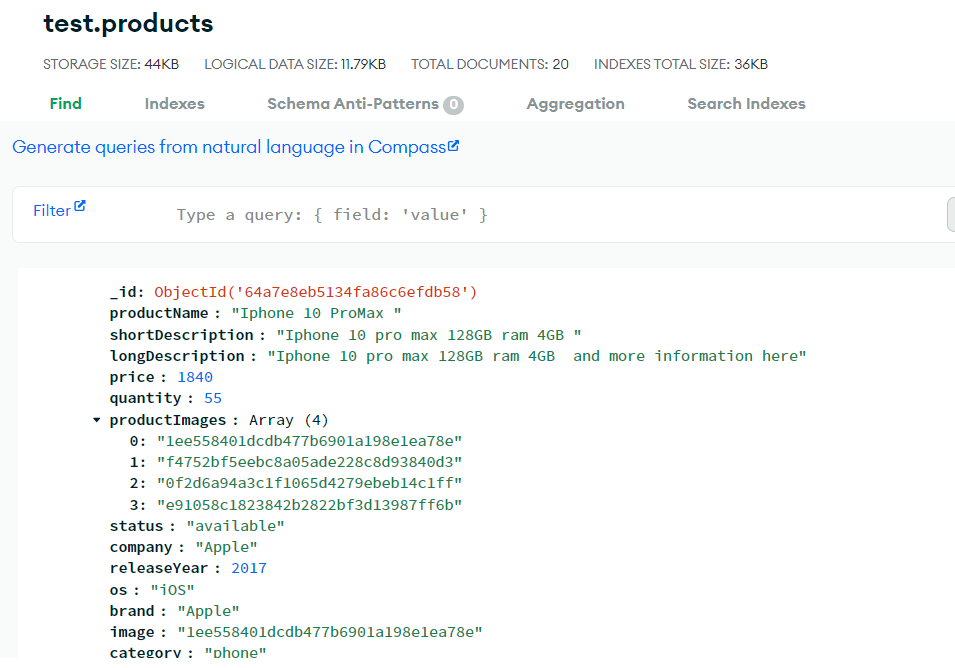 test.products
STORAGE SIZE: 44KB LOGICAL DATA SIZE: 11.79KB TOTAL DOCUMENTS: 20 INDEXES TOTAL SIZE: 36KB
Find Indexes Schema Anti-Patterns 0 Aggregation Search Indexes
Generate queries from natural language in Compass
Filter Type a query: { field: 'value' }
_id: ObjectId('64a7e8eb5134fa86c6efdb58')
productName : "Iphone 10 ProMax "
shortDescription : "Iphone 10 pro max 128GB ram 4GB "
longDescription : "Iphone 10 pro max 128GB ram 4GB  and more information here"
price : 1840
quantity : 55
productImages : Array (4)
0: "1ee558401dcdb477b6901a198e1ea78e"
1: "f4752bf5eebc8a05ade228c8d93840d3"
2: "0f2d6a94a3c1f1065d4279ebeb14c1ff"
3: "e91058c1823842b2822bf3d13987ff6b"
status : "available"
company : "Apple"
releaseYear : 2017
os : "iOS"
brand : "Apple"
image : "1ee558401dcdb477b6901a198e1ea78e"
category : "phone"